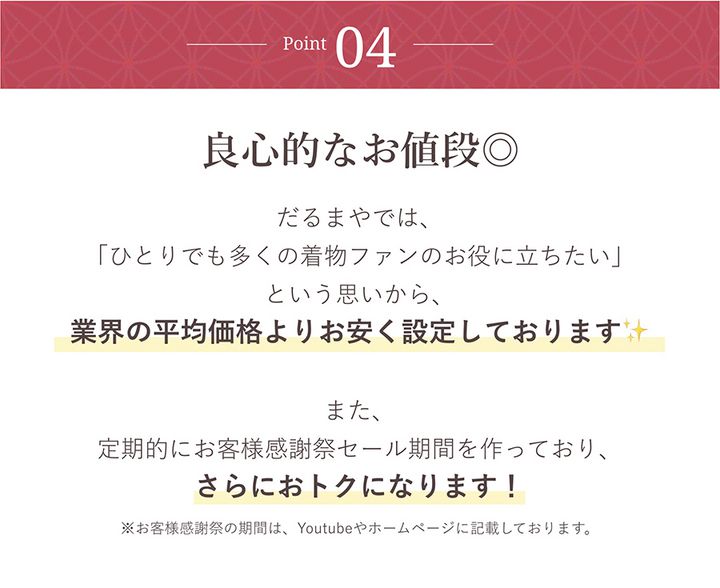 Point 04
良心的なお値段◎
だるまやでは、
「ひとりでも多くの着物ファンのお役に立ちたい」
という思いから、
業界の平均価格よりお安く設定しております✨
また、
定期的にお客様感謝祭セール期間を作っており、
さらにおトクになります！
※お客様感謝祭の期間は、Youtubeやホームページに記載しております。